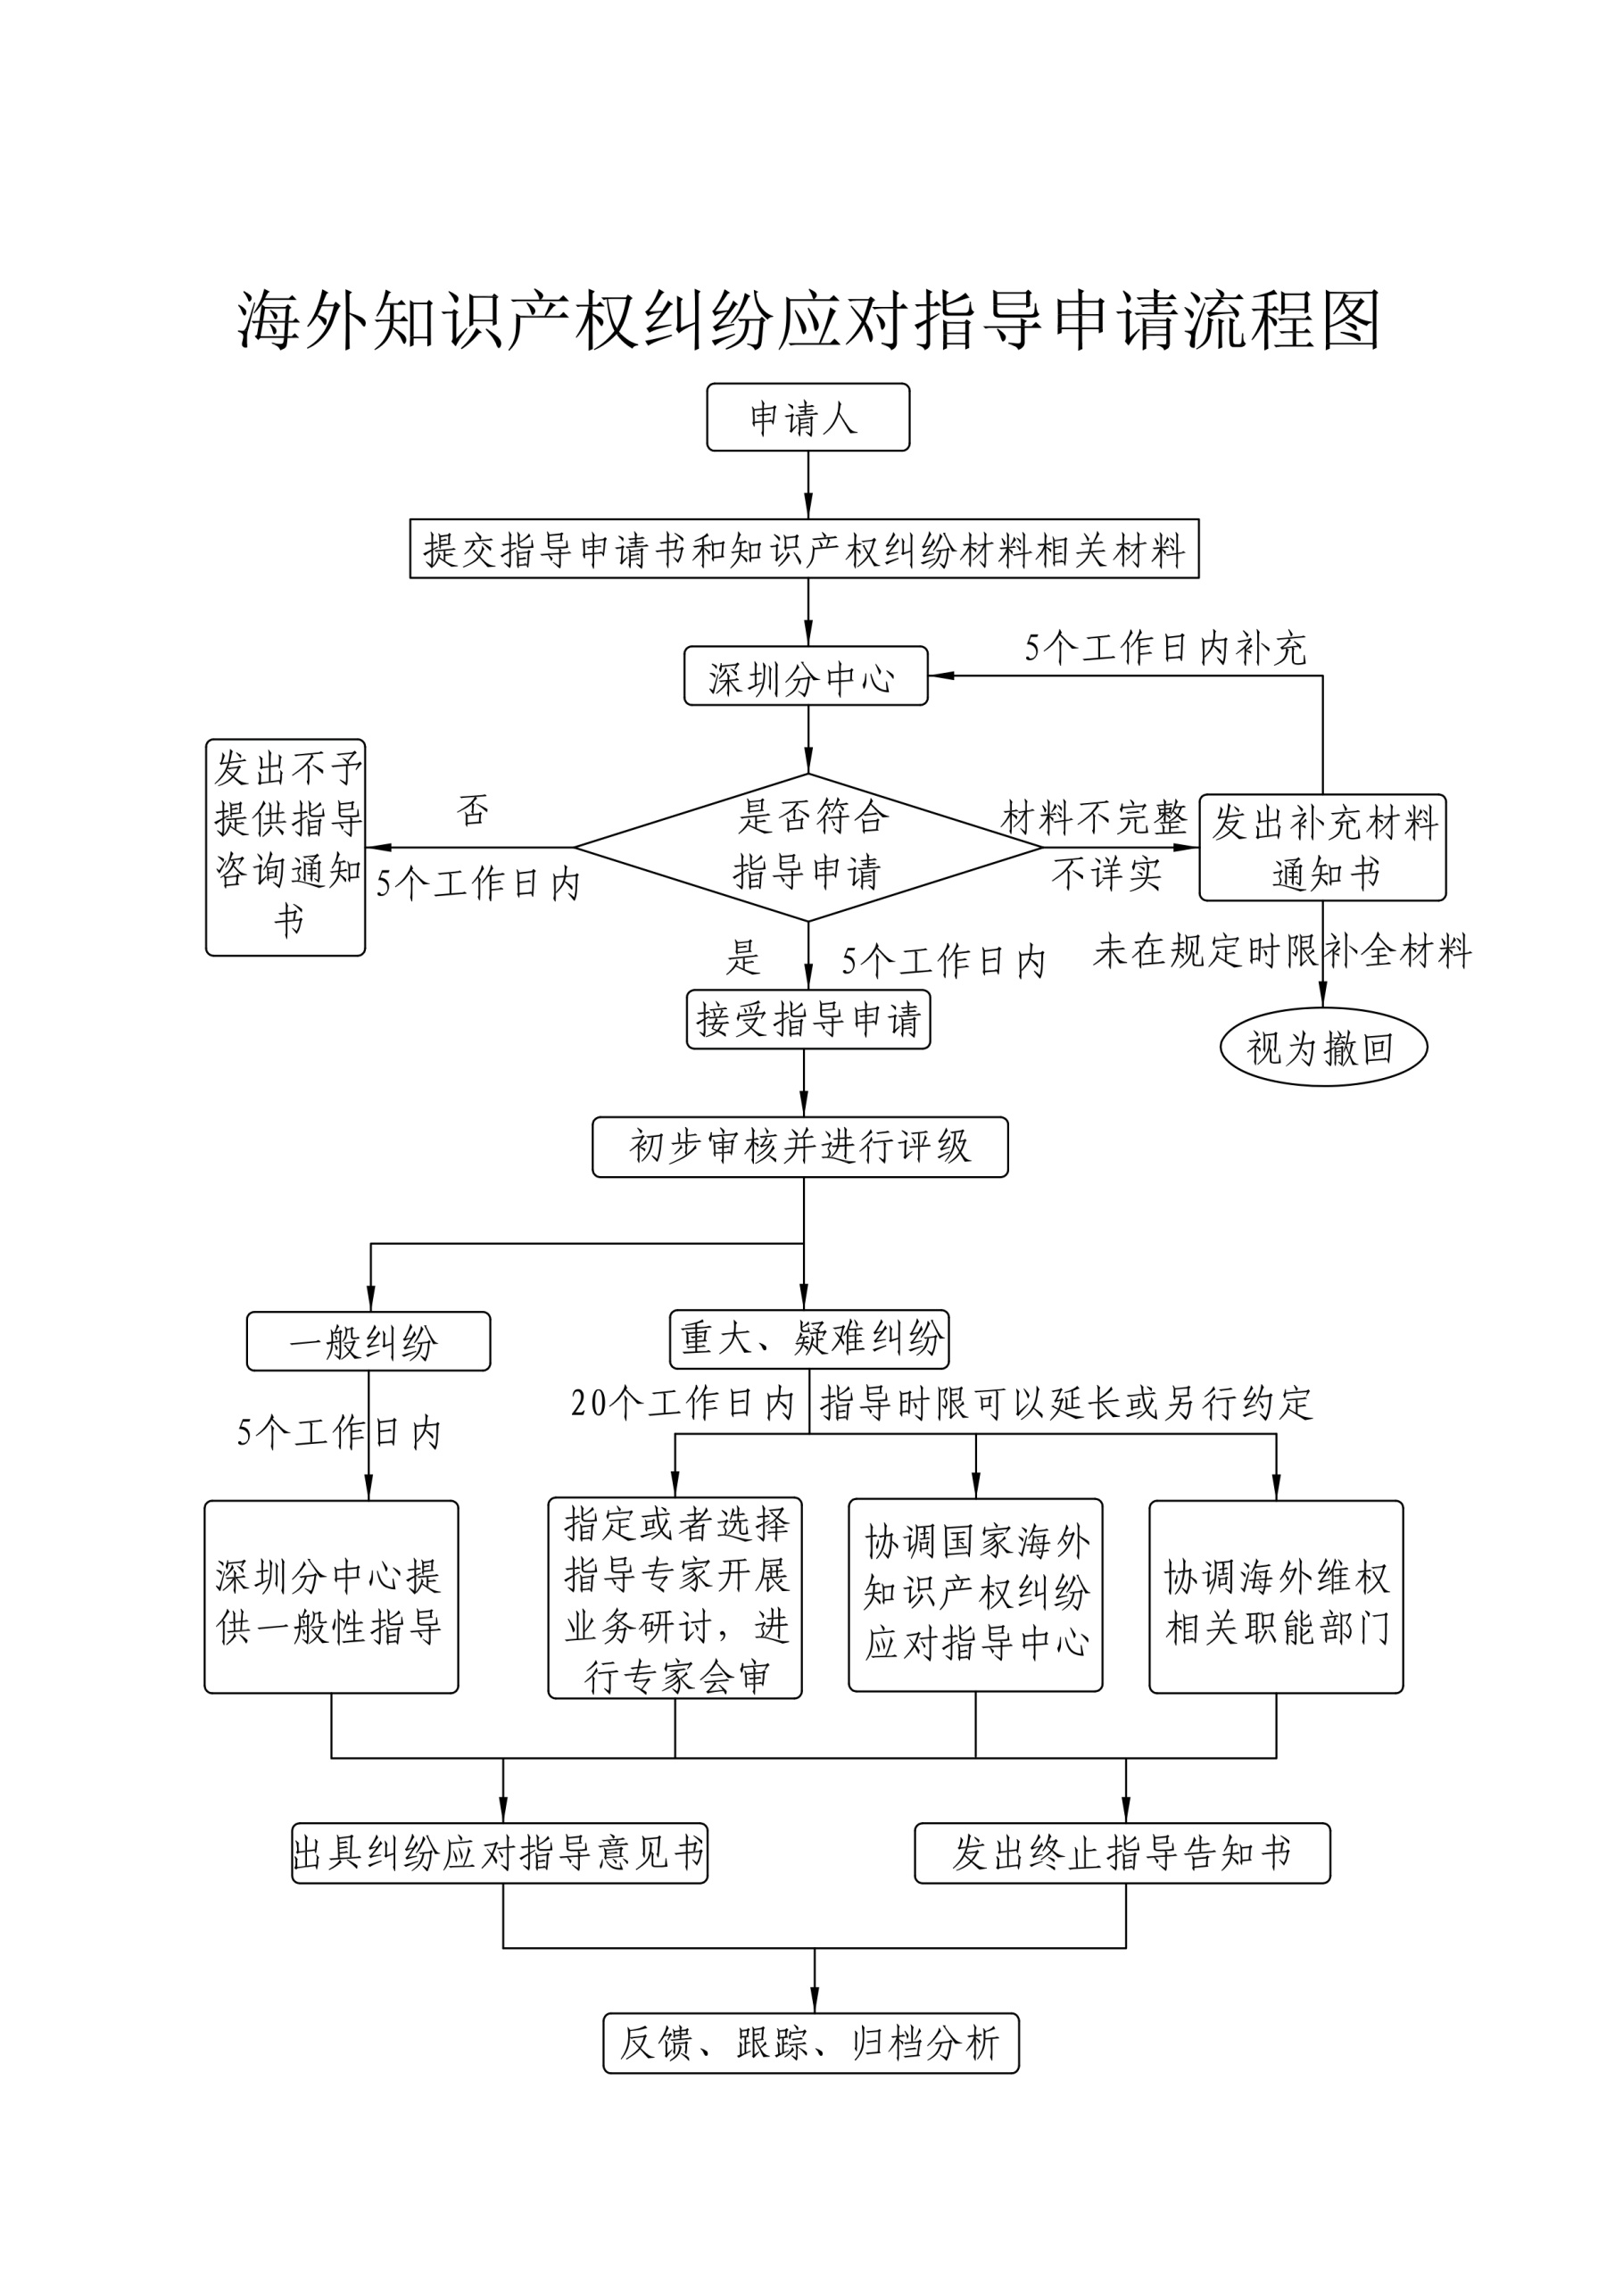 海外知识产权纠纷应对指导申请流程图
申请人
提交指导申请书和知识产权纠纷材料相关材料
5个工作日内补充
深圳分中心
发出不予
提供指导
咨询通知
书
否
5个工作日内
是否符合
指导申请
材料不完整
不详实
发出补充材料
通知书
是
5个工作日内
未在规定时限补全材料
接受指导申请
视为撤回
初步审核并进行评级
一般纠纷
重大、疑难纠纷
5个工作日内
20个工作日内
指导时限可以延长或另行约定
深圳分中心提
供一般性指导
指定或者选择
指导专家开展
业务研讨，进
行专家会审
协调国家海外
知识产权纠纷
应对指导中心
协调海外维权
相关职能部门
出具纠纷应对指导意见书
发出终止指导告知书
反馈、跟踪、归档分析